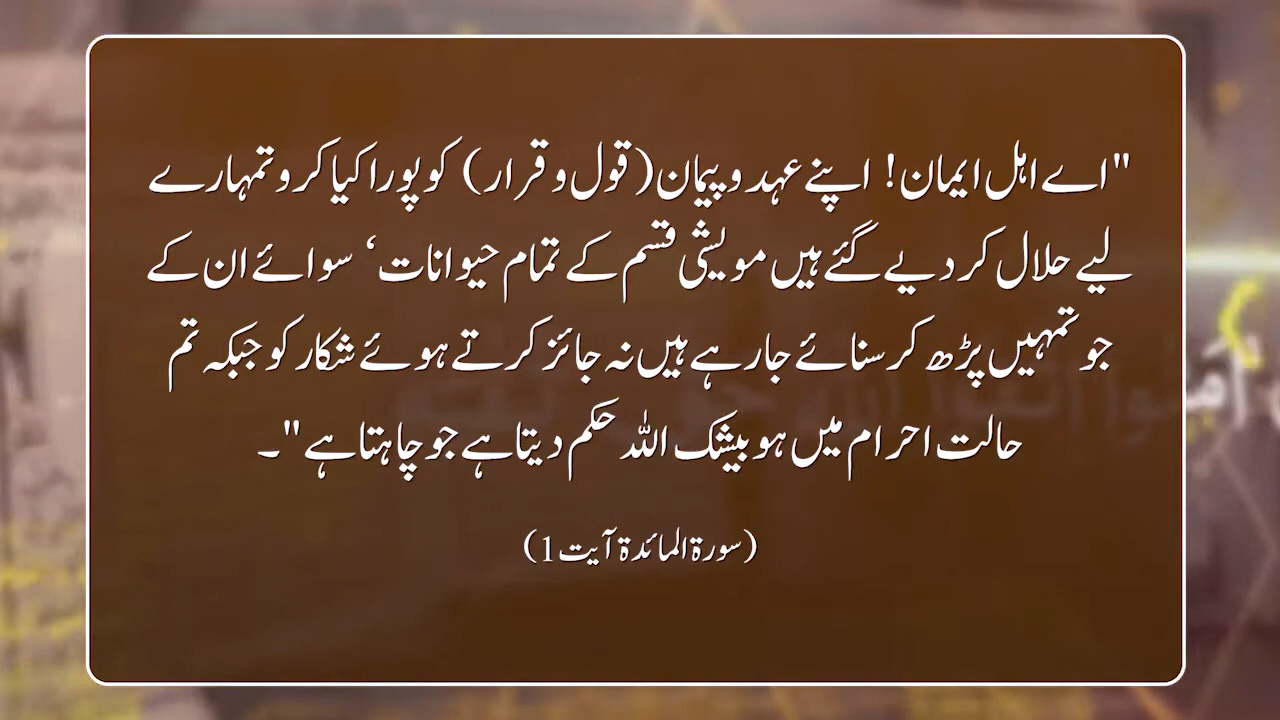 "اے اہل ایمان! اپنے عہد و پیمان (قول و قرار) کو پورا کیا کرو تمہارے
لیے حلال کر دیے گئے ہیں مویشی قسم کے تمام حیوانات‘ سوائے ان کے
جو تمہیں پڑھ کر سنائے جا رہے ہیں نہ جائز کرتے ہوئے شکار کو جبکہ تم
حالت احرام میں ہو بیشک اللہ حکم دیتا ہے جو چاہتا ہے"۔
(سورة المائدة آیت 1)